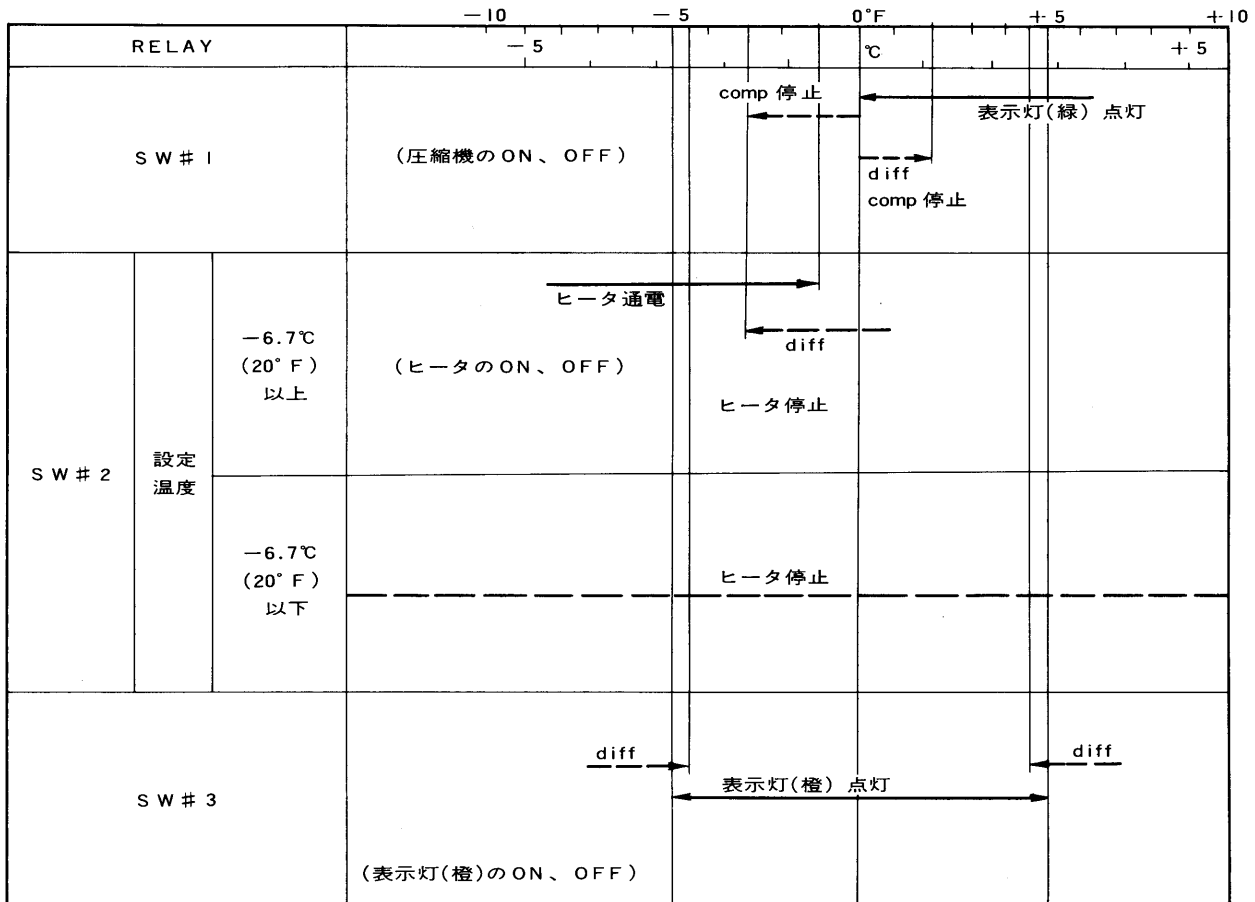 -10 -5 0°F +5 +10
RELAY -5 ℃ +5
comp 停止
表示灯(緑) 点灯
SW#1
(圧縮機のON、OFF)
diff
comp 停止
ヒータ通電
diff
-6.7℃
(20°F)
以上
(ヒータのON、OFF)
ヒータ停止
SW#2
設定
温度
-6.7℃
(20°F)
以下
ヒータ停止
diff
diff
表示灯(橙) 点灯
SW#3
(表示灯(橙)のON、OFF)